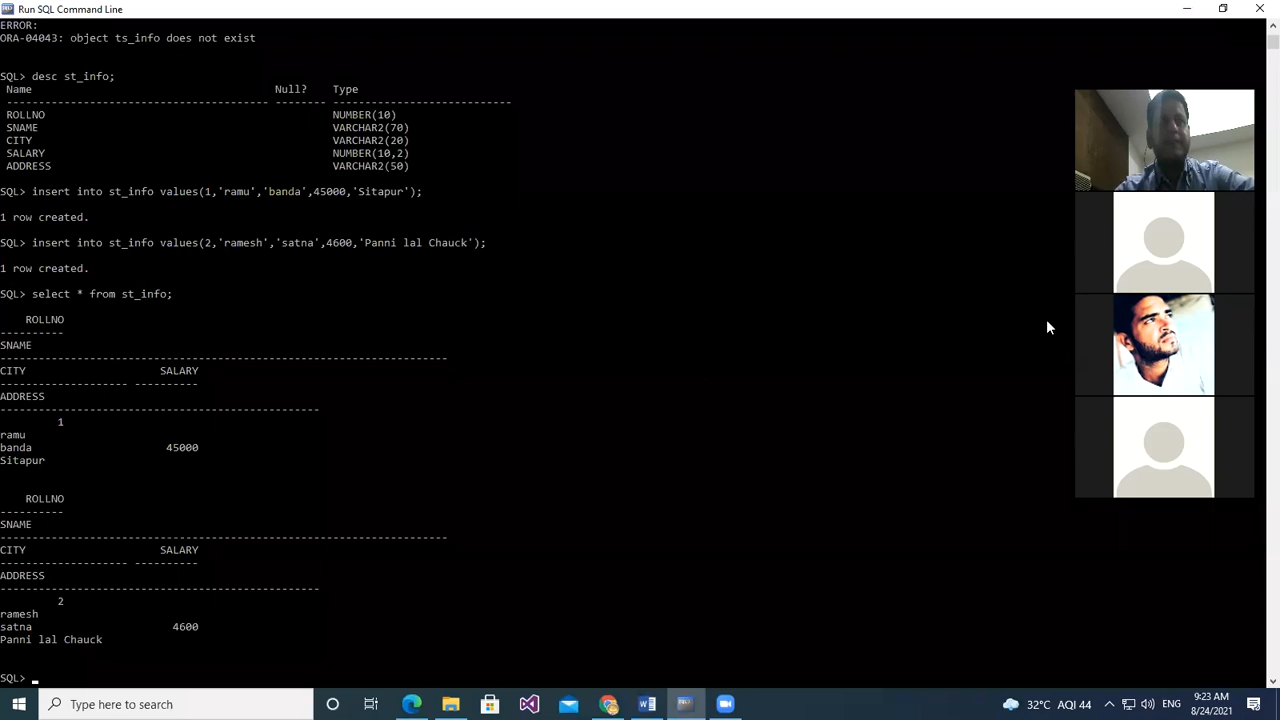 Run SQL Command Line
ERROR:
ORA-04043: object ts_info does not exist
SQL> desc st_info;
Name Null? Type
----------------------------------------- -------- ----------------------------
ROLLNO NUMBER(10)
SNAME VARCHAR2(70)
CITY VARCHAR2(20)
SALARY NUMBER(10,2)
ADDRESS VARCHAR2(50)
SQL> insert into st_info values(1,'ramu','banda',45000,'Sitapur');
1 row created.
SQL> insert into st_info values(2,'ramesh','satna',4600,'Panni lal Chauck');
1 row created.
SQL> select * from st_info;
ROLLNO
----------
SNAME
----------------------------------------------------------------------
CITY SALARY
-------------------- ----------
ADDRESS
--------------------------------------------------
1
ramu
banda 45000
Sitapur
ROLLNO
----------
SNAME
----------------------------------------------------------------------
CITY SALARY
-------------------- ----------
ADDRESS
--------------------------------------------------
2
ramesh
satna 4600
Panni lal Chauck
SQL> _
Type here to search
32°C AQI 44
ENG
9:23 AM
8/24/2021